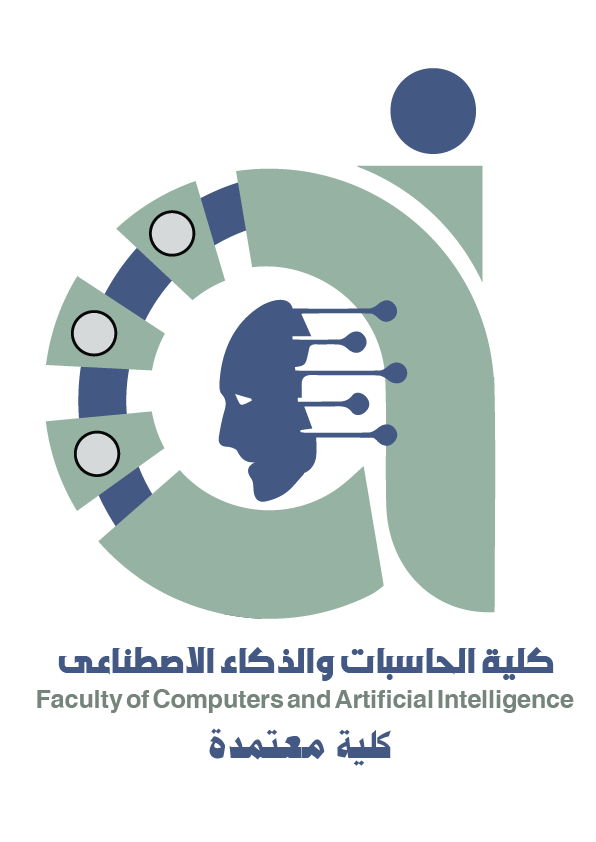 كلية الحاسبات والذكاء الاصطناعى
Faculty of Computers and Artificial Intelligence
كلية معتمدة